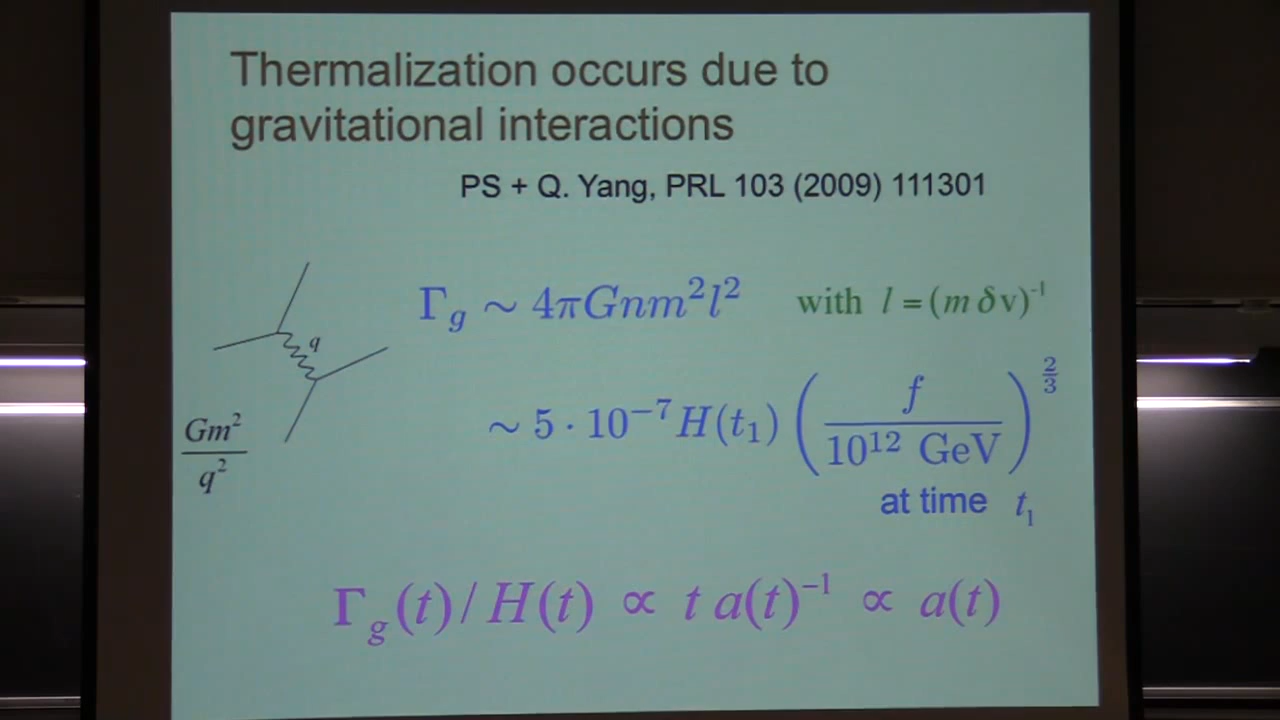 Thermalization occurs due to
gravitational interactions
PS + Q. Yang, PRL 103 (2009) 111301
Γ_g ∼ 4πGnm²l² with l = (m δv)⁻¹
q
∼ 5 · 10⁻⁷ H(t₁) ( f / 10¹² GeV )^(2/3)
Gm² / q²
at time t₁
Γ_g(t) / H(t) ∝ t a(t)⁻¹ ∝ a(t)